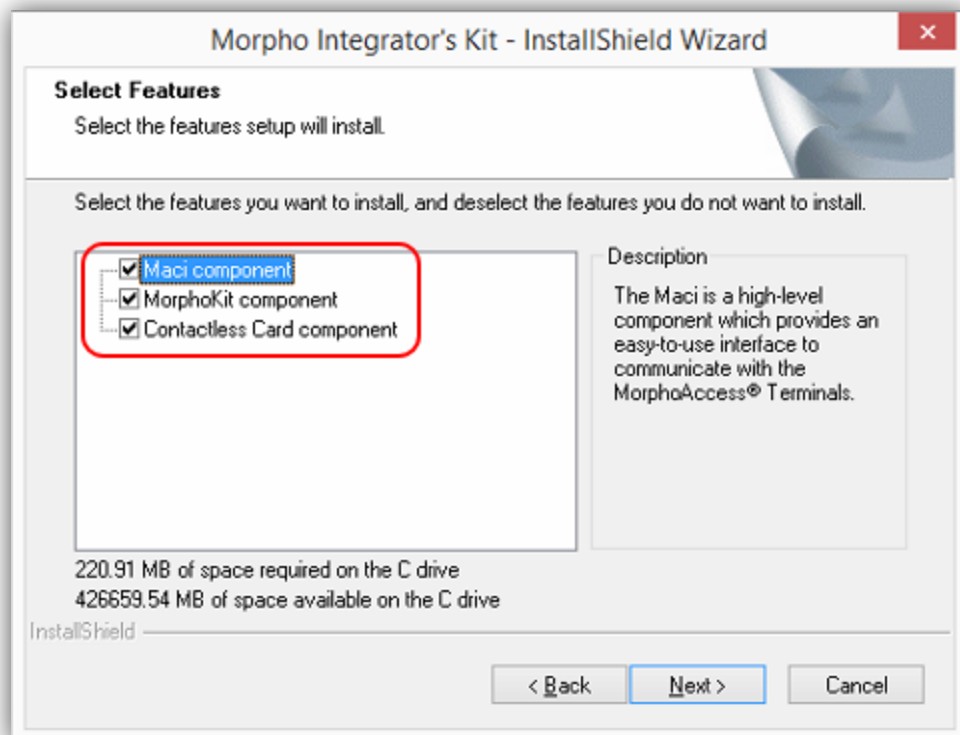 Morpho Integrator's Kit - InstallShield Wizard
Select Features
Select the features setup will install.
Select the features you want to install, and deselect the features you do not want to install.
Maci component
MorphoKit component
Contactless Card component
Description
The Maci is a high-level
component which provides an
easy-to-use interface to
communicate with the
MorphoAccess® Terminals.
220.91 MB of space required on the C drive
426659.54 MB of space available on the C drive
InstallShield
< Back
Next >
Cancel